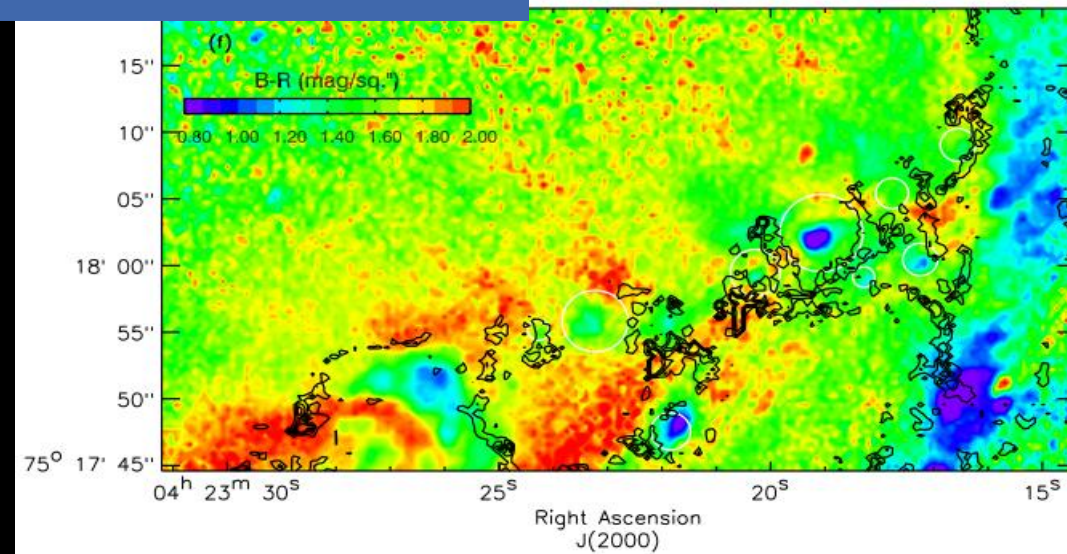 (f)
B-R (mag/sq.")
0.80 1.00 1.20 1.40 1.60 1.80 2.00
15''
10''
05''
18' 00''
55''
50''
75° 17' 45''
04h 23m 30s 25s 20s 15s
Right Ascension
J(2000)